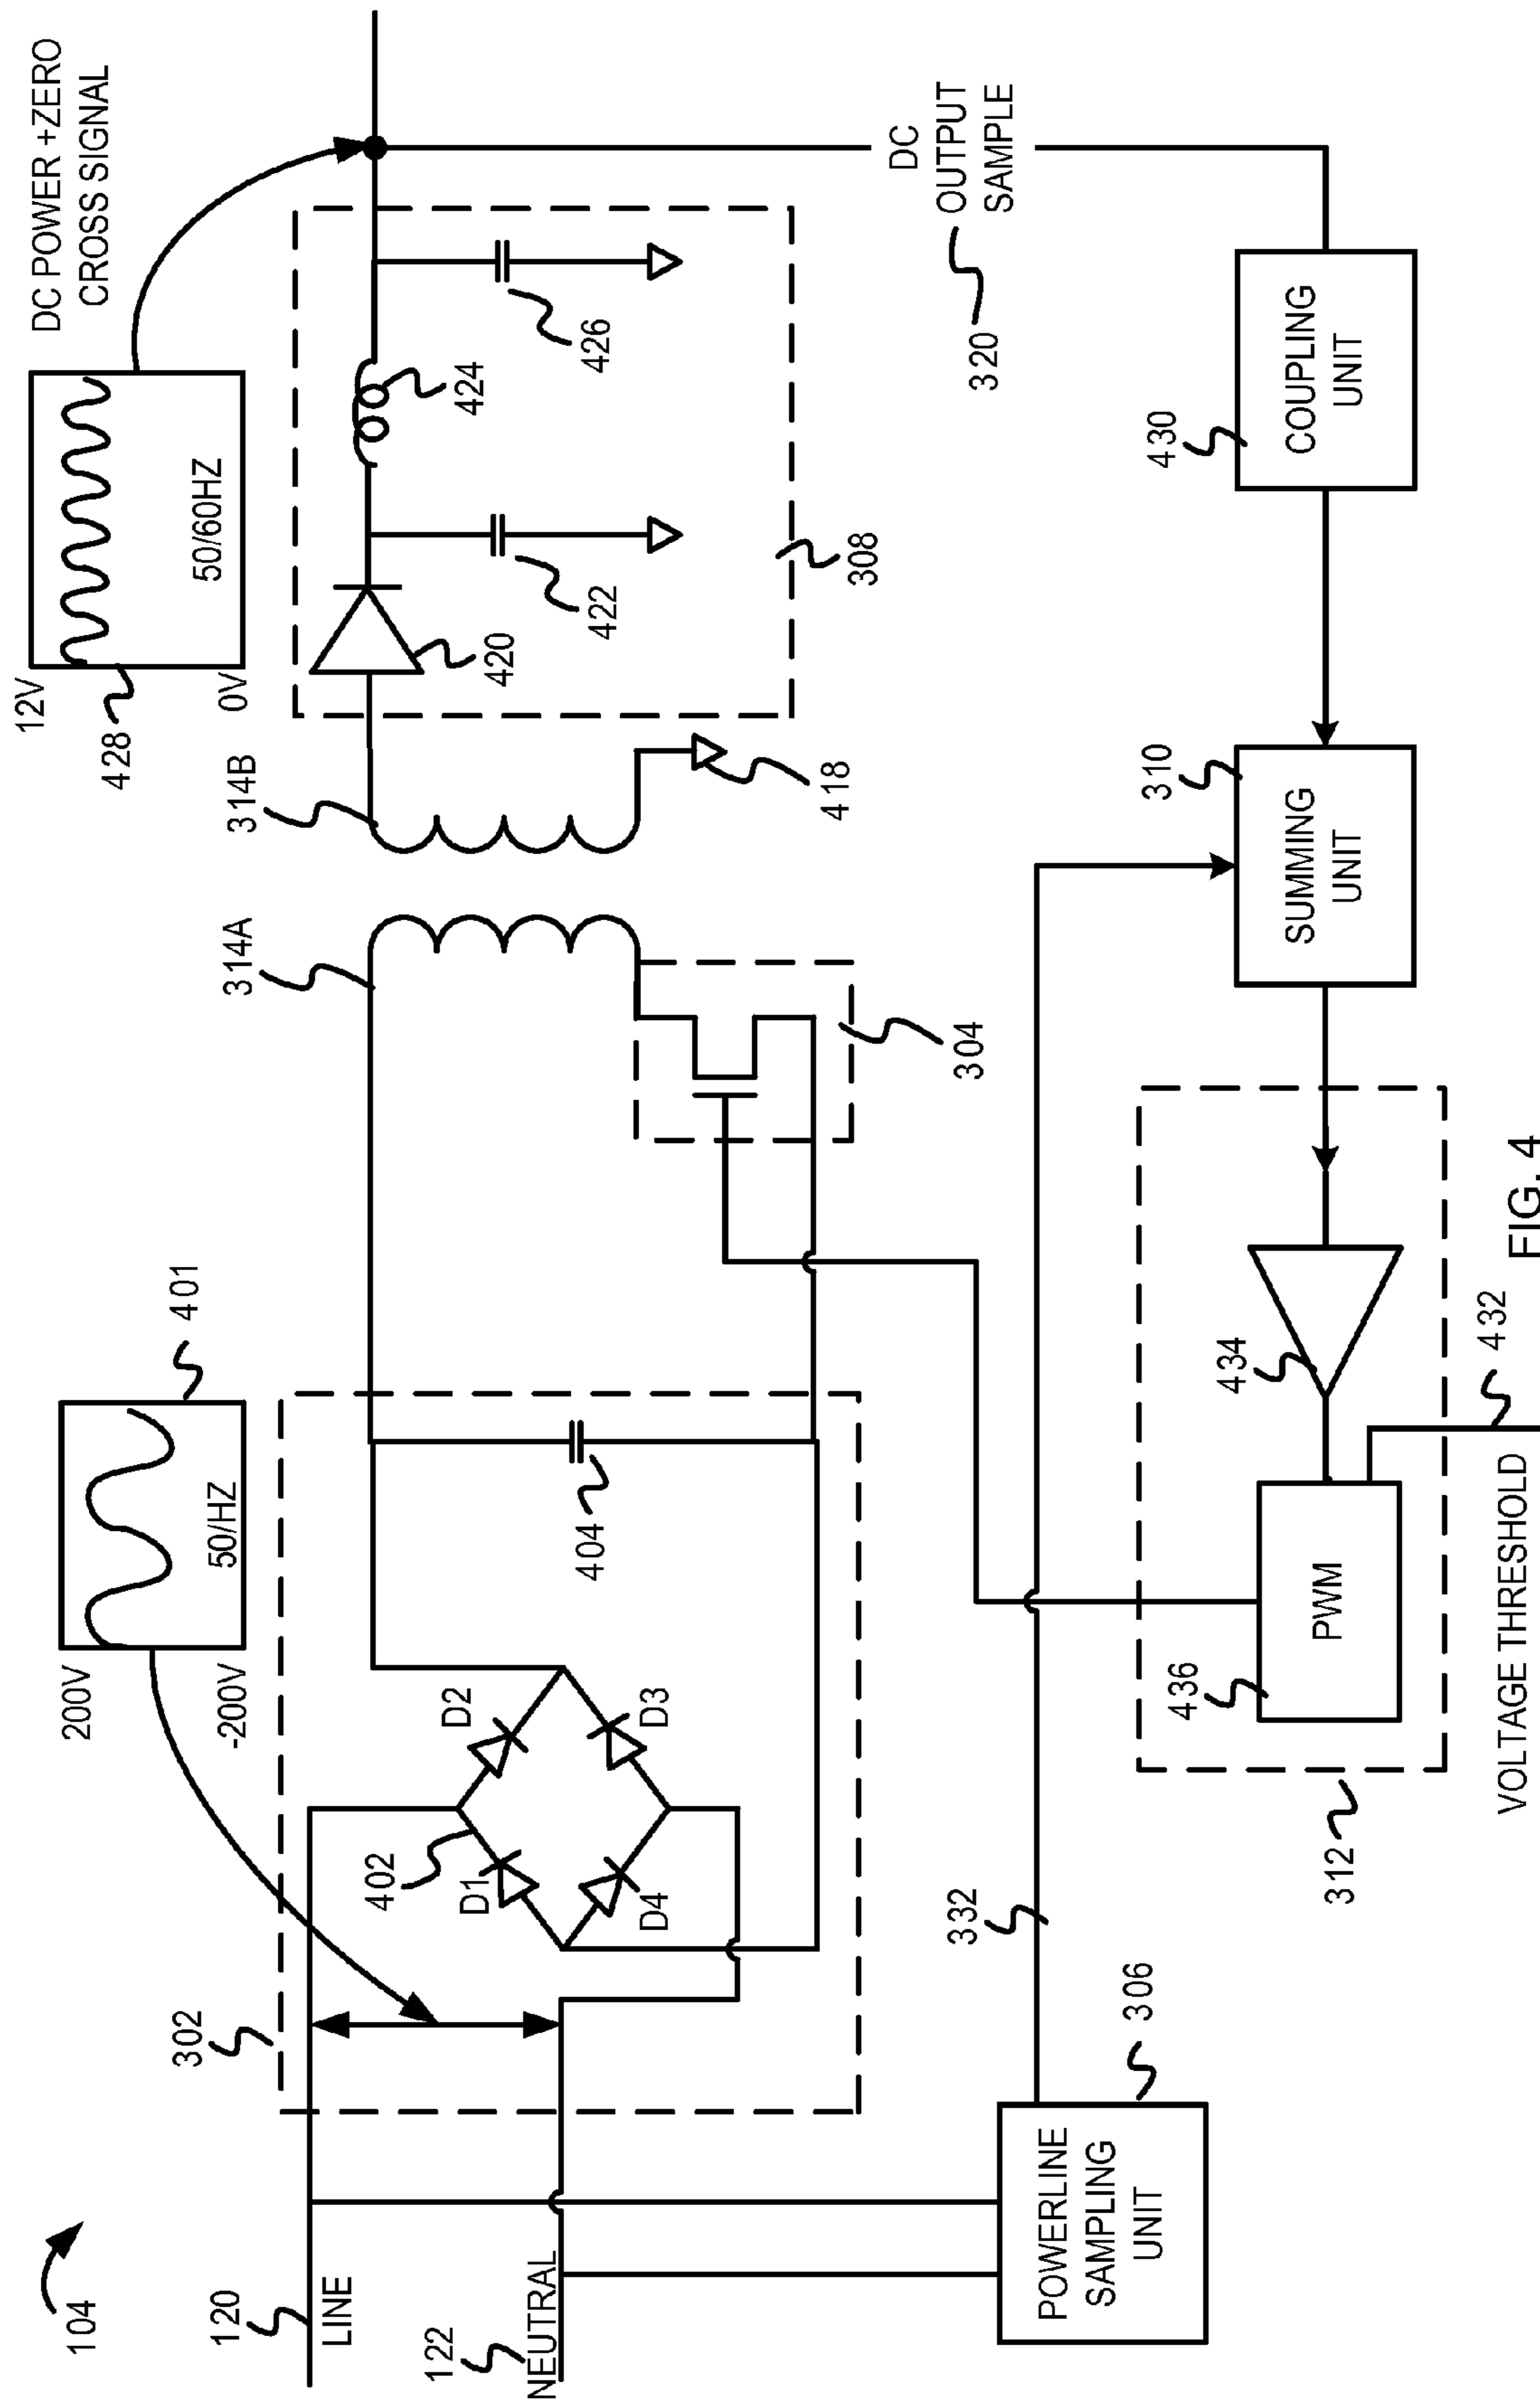 104
120
LINE
122
NEUTRAL
302
200V
-200V
50/HZ
401
402
D1
D2
D3
D4
404
314A
314B
304
418
12V
0V
428
50/60HZ
DC POWER +ZERO
CROSS SIGNAL
420
422
424
426
308
320
DC
OUTPUT
SAMPLE
POWERLINE
SAMPLING
UNIT
306
332
312
436
PWM
434
310
SUMMING
UNIT
430
COUPLING
UNIT
VOLTAGE THRESHOLD
432
FIG. 4